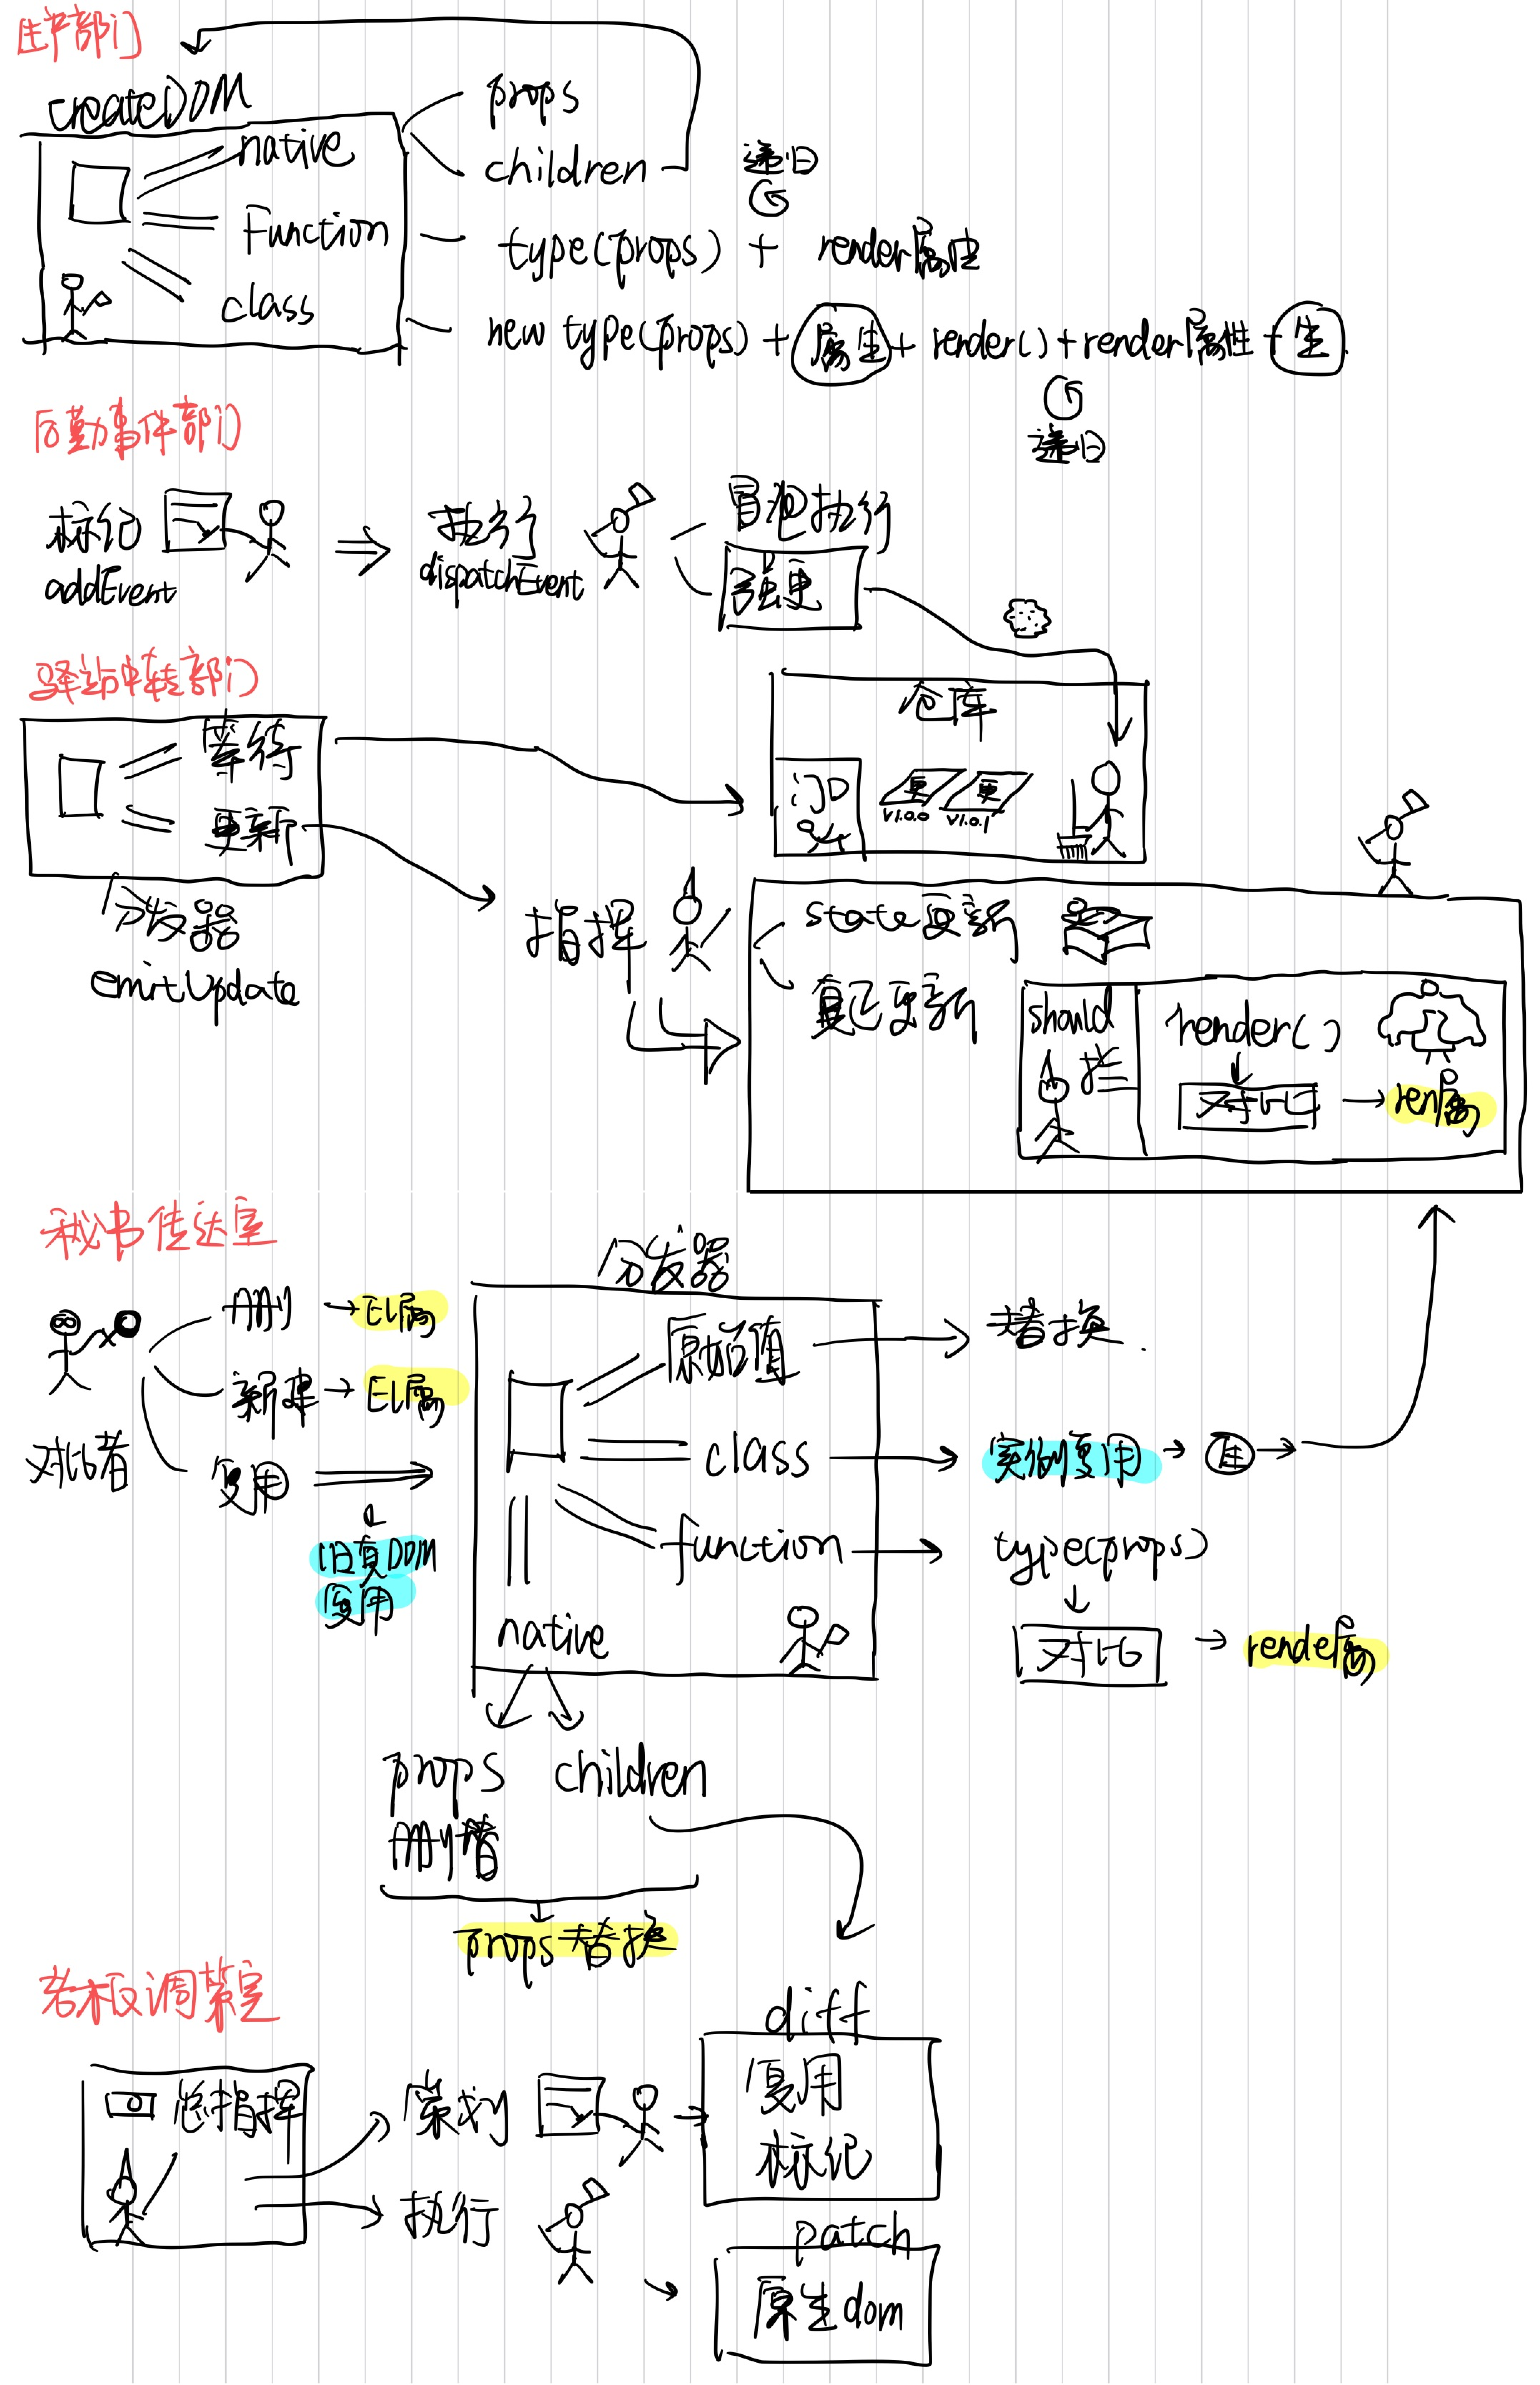 生产部门
createDOM
native
function
class
props
children
递归
type(props) + render属性
new type(props) + 属生 + render() + render属性 + 生
递归
后勤事件部门
标记
addEvent
执行
dispatchEvent
冒泡执行
强更
驿站中转部门
等待
更新
分发器
emitUpdate
仓库
门口
更
v1.0.0
更
v1.0.1
指挥
state更新
真正更新
should
拦
render()
对比
ren属
秘书传达室
对比者
删 → EL属
新建 → EL属
复用
旧真DOM
复用
分发器
原始值
class
function
native
替换
实例复用 → 库 →
type(props)
对比 → render属
props children
删 替
props替换
老板调策室
总指挥
策划
执行
diff
复用
标记
patch
原生dom